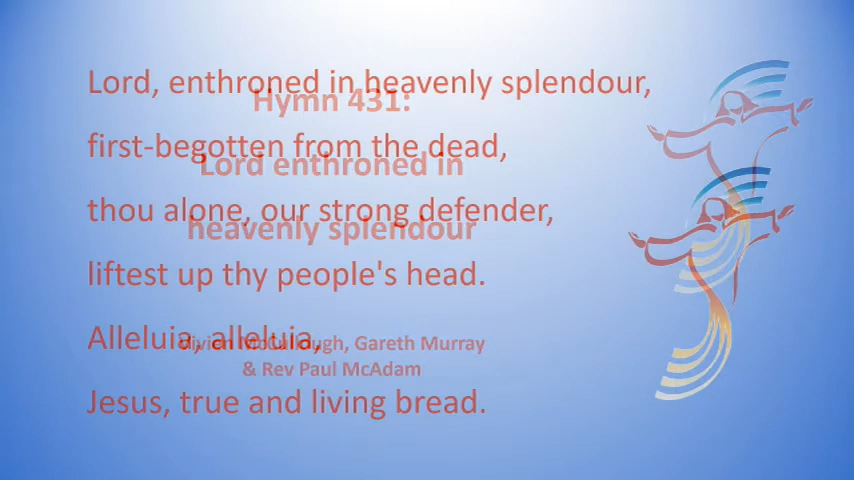 Lord, enthroned in heavenly splendour,
Hymn 431:
first-begotten from the dead,
Lord enthroned in
thou alone, our strong defender,
heavenly splendour
liftest up thy people's head.
Alleluia, alleluia,
Vivien McCullough, Gareth Murray
& Rev Paul McAdam
Jesus, true and living bread.